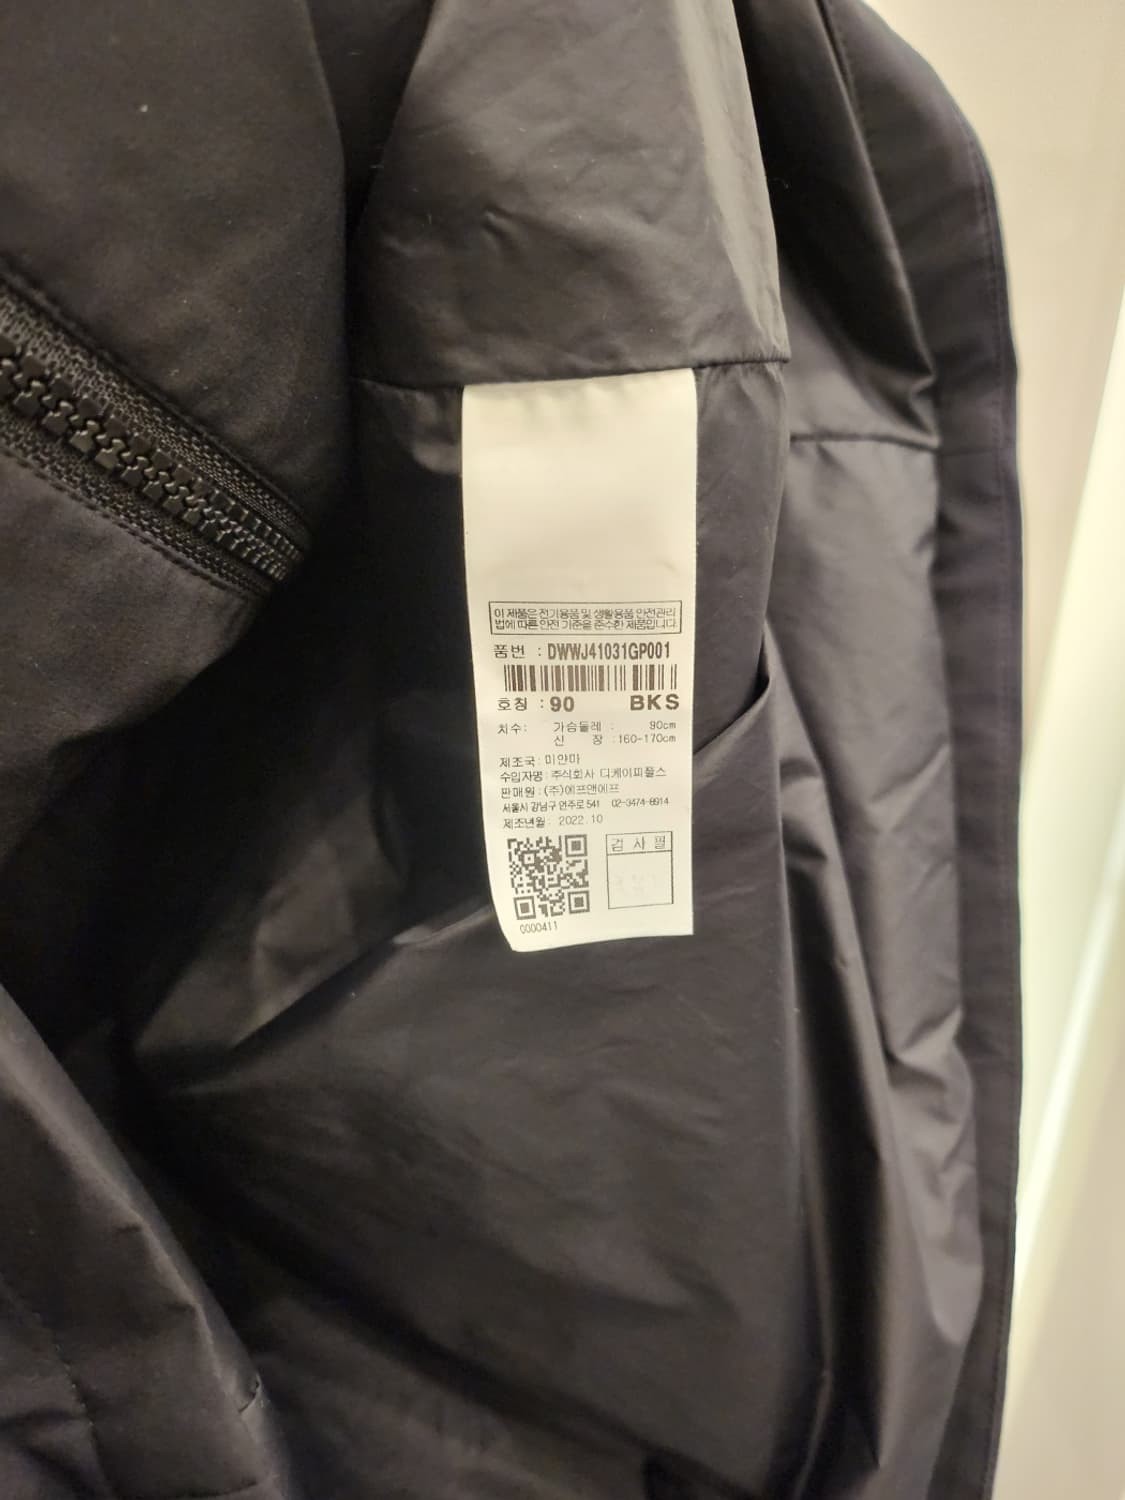 이 제품은 전기용품 및 생활용품 안전관리
법에 따른 안전 기준을 준수한 제품입니다.
품번 : DWWJ41031GP001
호칭 : 90 BKS
치수: 가슴둘레 : 90cm
신 장 :160-170cm
제조국: 미얀마
수입자명: 주식회사 디케이피플스
판매원: (주)에프앤에프
서울시 강남구 언주로 541 02-3474-8914
제조년월: 2022.10
검 사 필
0000411